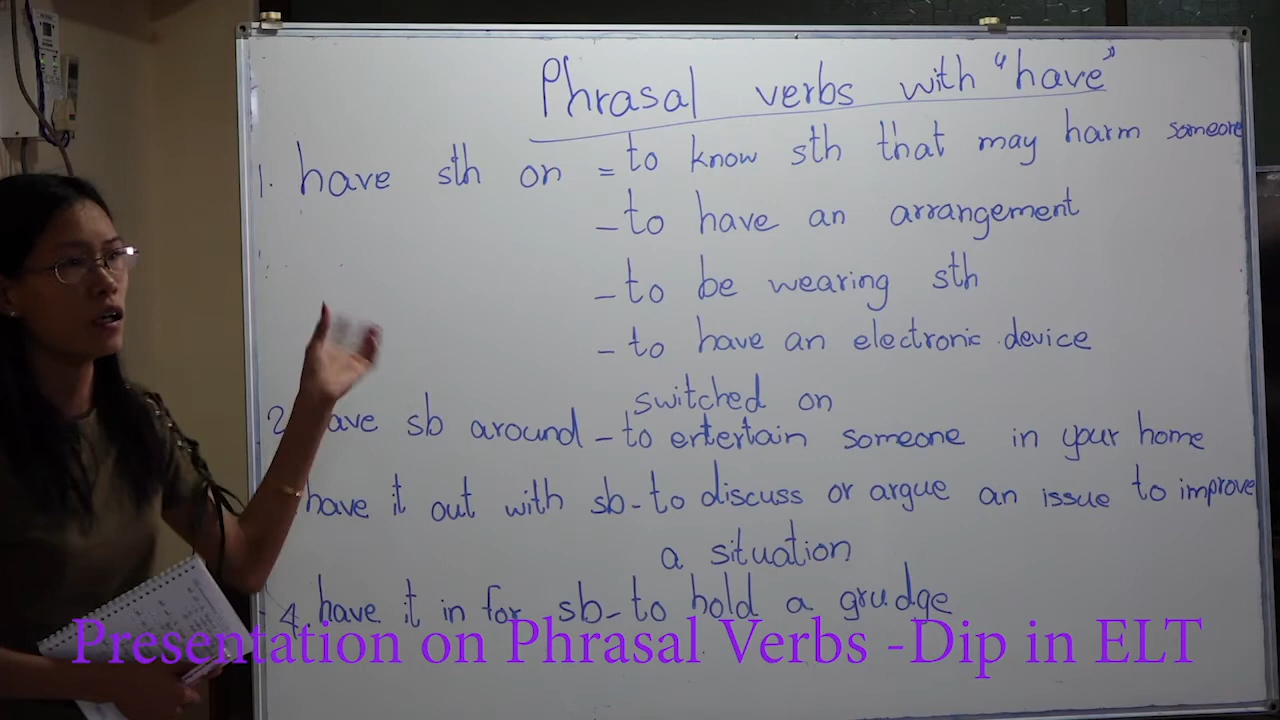 Phrasal verbs with "have"
1. have sth on = to know sth that may harm someone
- to have an arrangement
- to be wearing sth
- to have an electronic device
switched on
2. ave sb around - to entertain someone in your home
have it out with sb - to discuss or argue an issue to improve
a situation
4. have it in for sb - to hold a grudge
Presentation on Phrasal Verbs -Dip in ELT